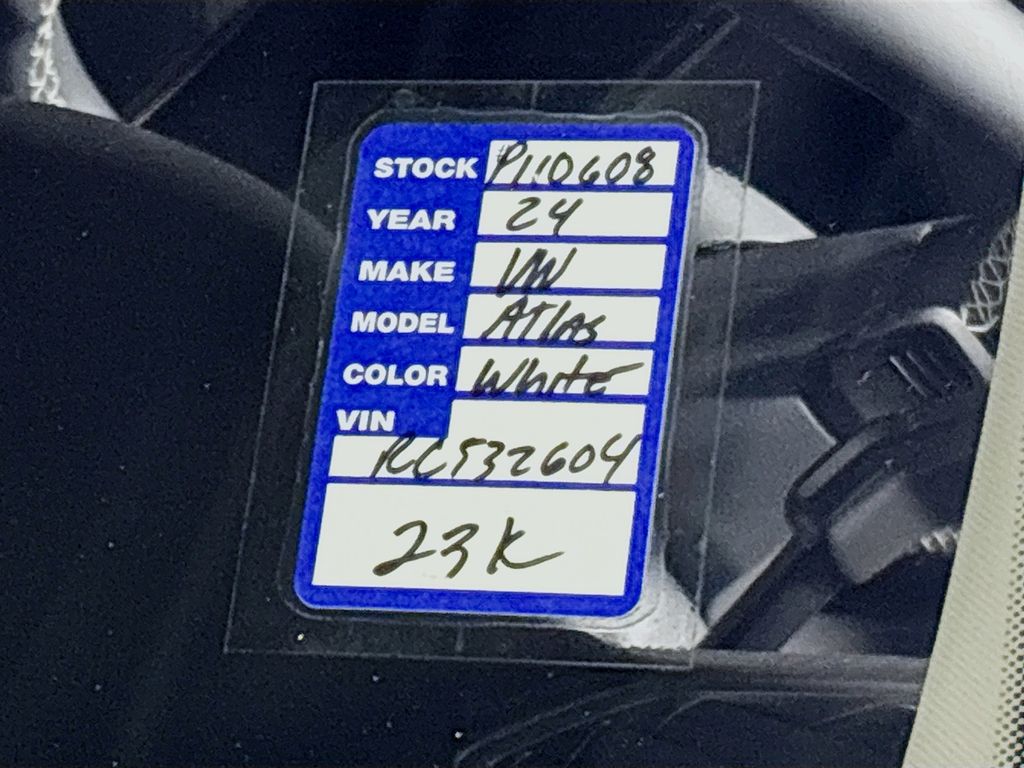 STOCK P110608
YEAR 24
MAKE VW
MODEL Atlas
COLOR White
VIN
RC532604
23K